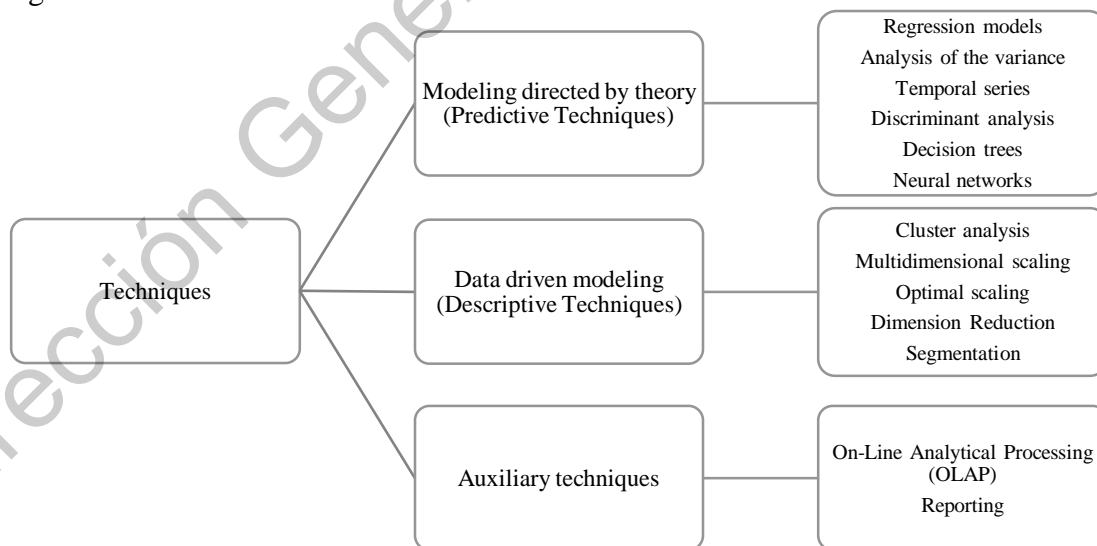 g
Regression models
Analysis of the variance
Temporal series
Discriminant analysis
Decision trees
Neural networks
Modeling directed by theory
(Predictive Techniques)
Techniques
Data driven modeling
(Descriptive Techniques)
Cluster analysis
Multidimensional scaling
Optimal scaling
Dimension Reduction
Segmentation
Auxiliary techniques
On-Line Analytical Processing
(OLAP)
Reporting
ección Gene